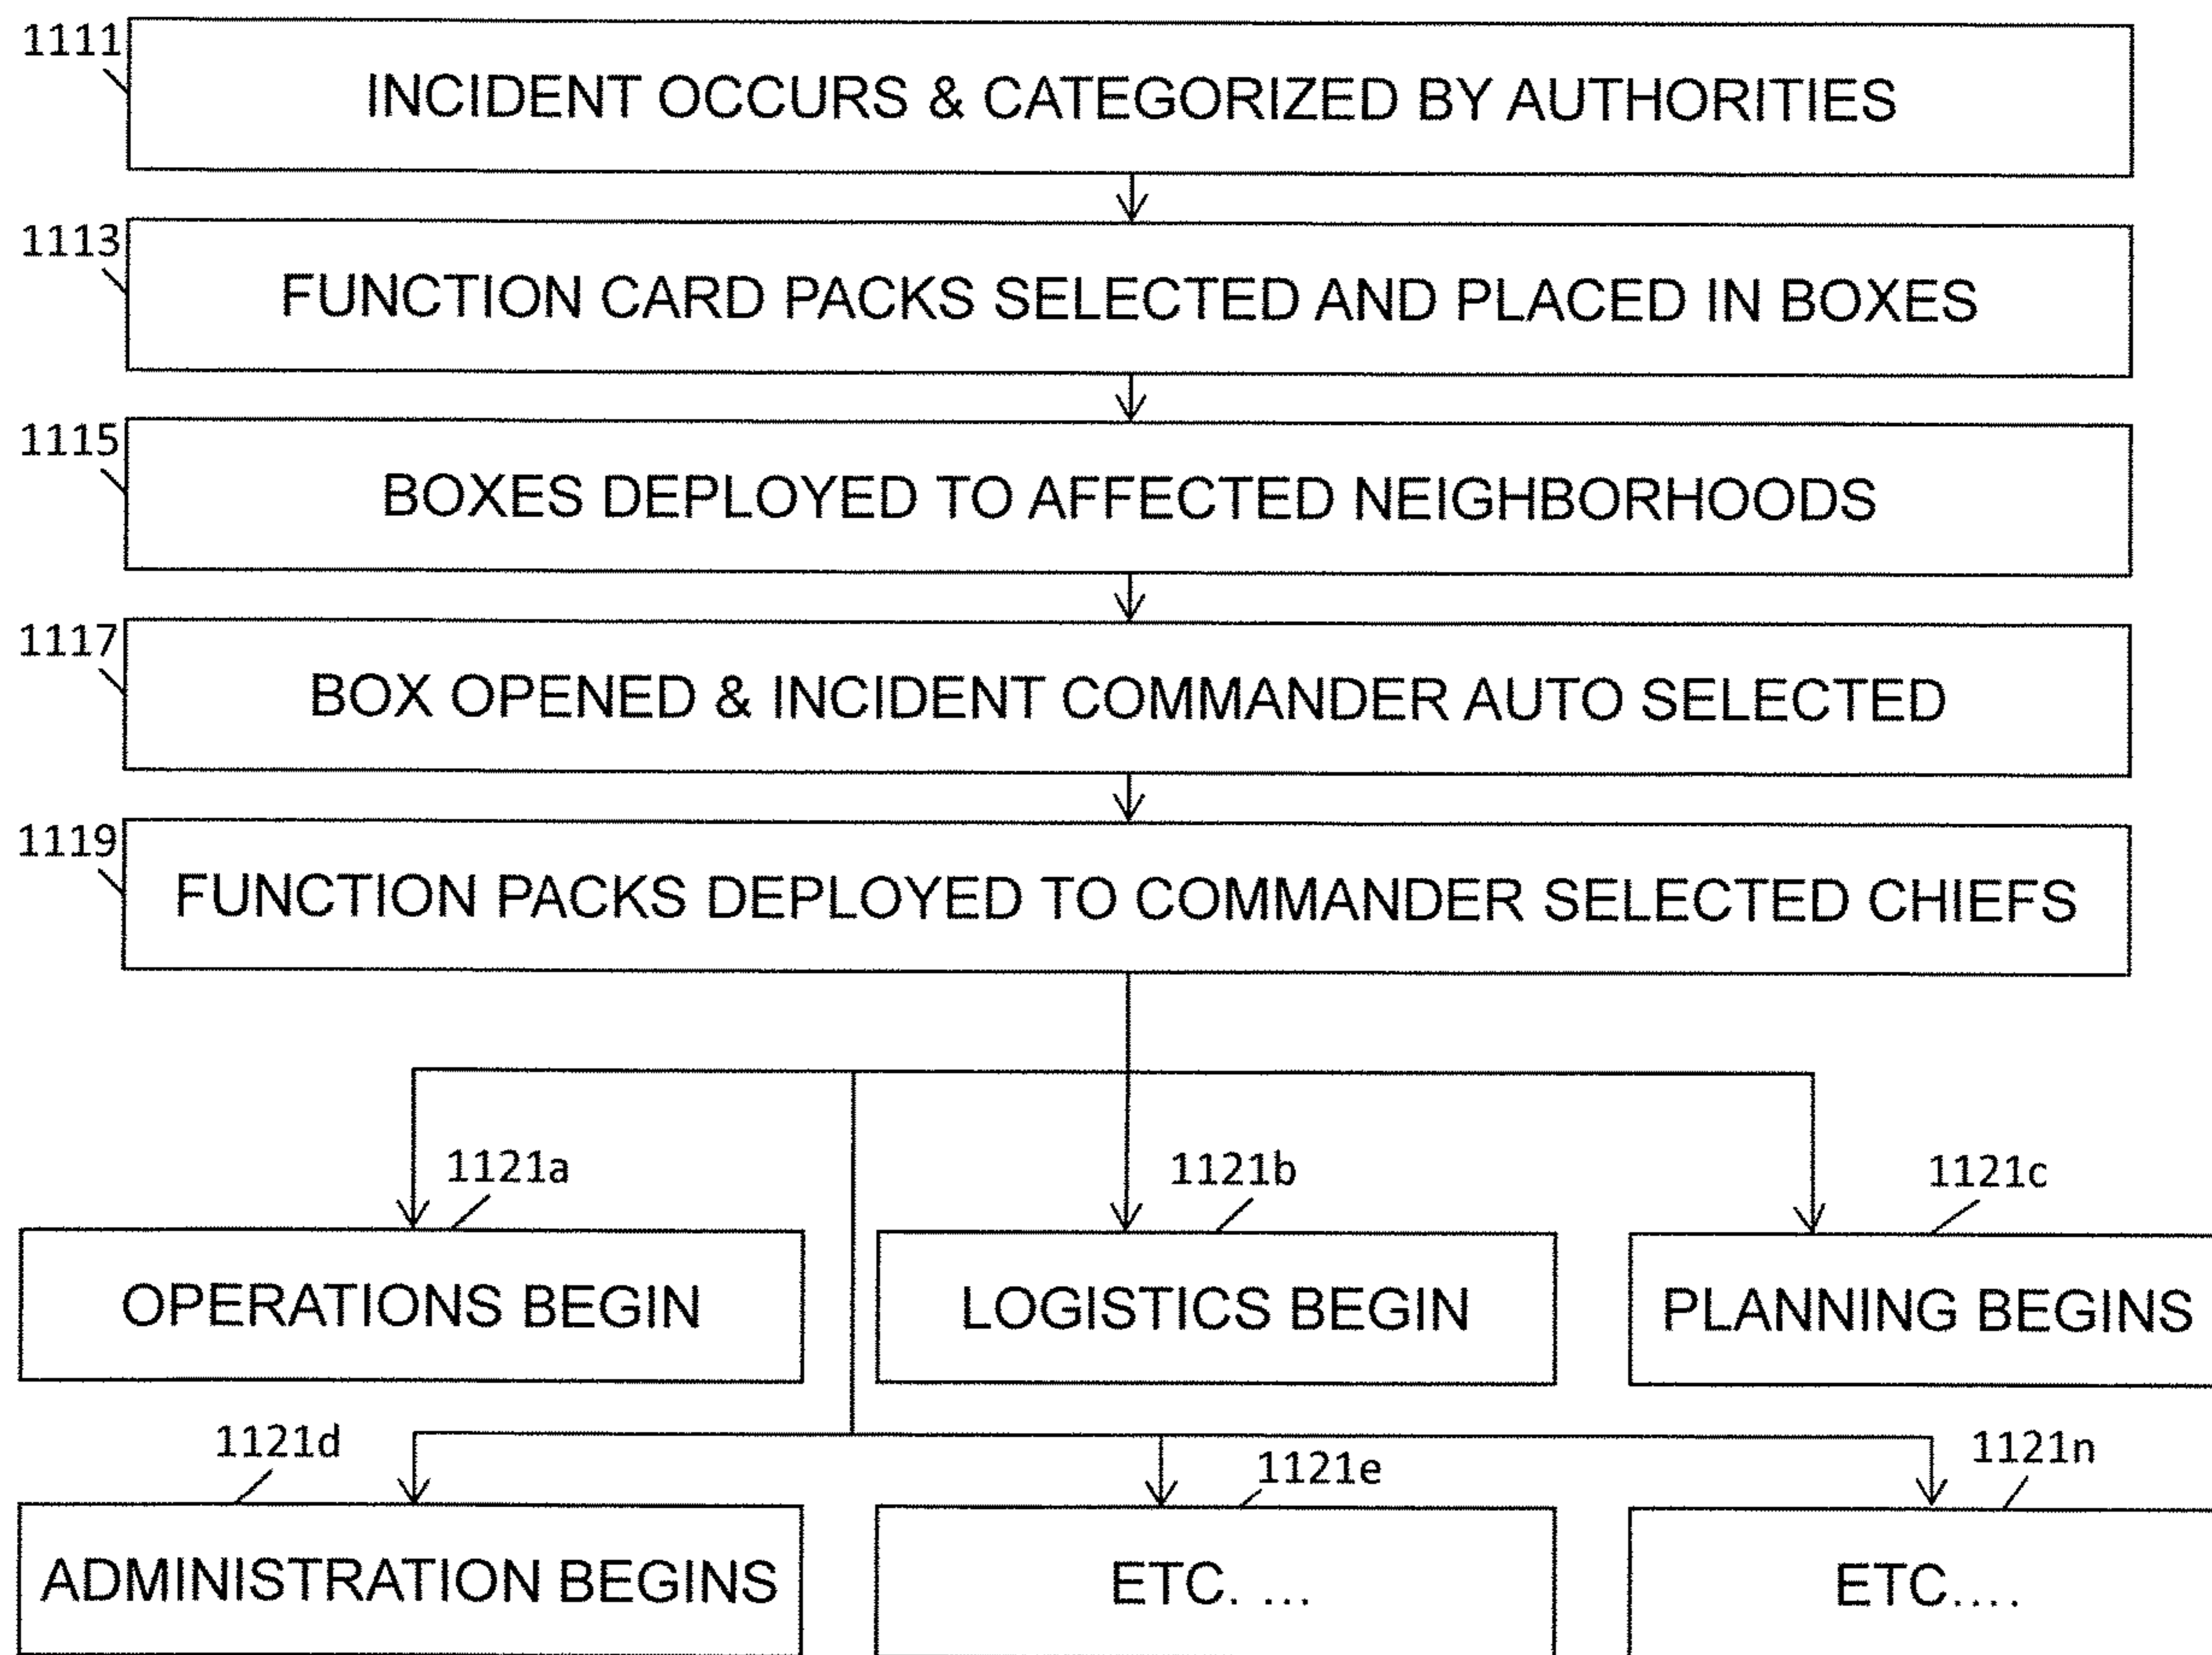 1111
INCIDENT OCCURS & CATEGORIZED BY AUTHORITIES
1113
FUNCTION CARD PACKS SELECTED AND PLACED IN BOXES
1115
BOXES DEPLOYED TO AFFECTED NEIGHBORHOODS
1117
BOX OPENED & INCIDENT COMMANDER AUTO SELECTED
1119
FUNCTION PACKS DEPLOYED TO COMMANDER SELECTED CHIEFS
1121a
OPERATIONS BEGIN
1121b
LOGISTICS BEGIN
1121c
PLANNING BEGINS
1121d
ADMINISTRATION BEGINS
1121e
ETC. ...
1121n
ETC....